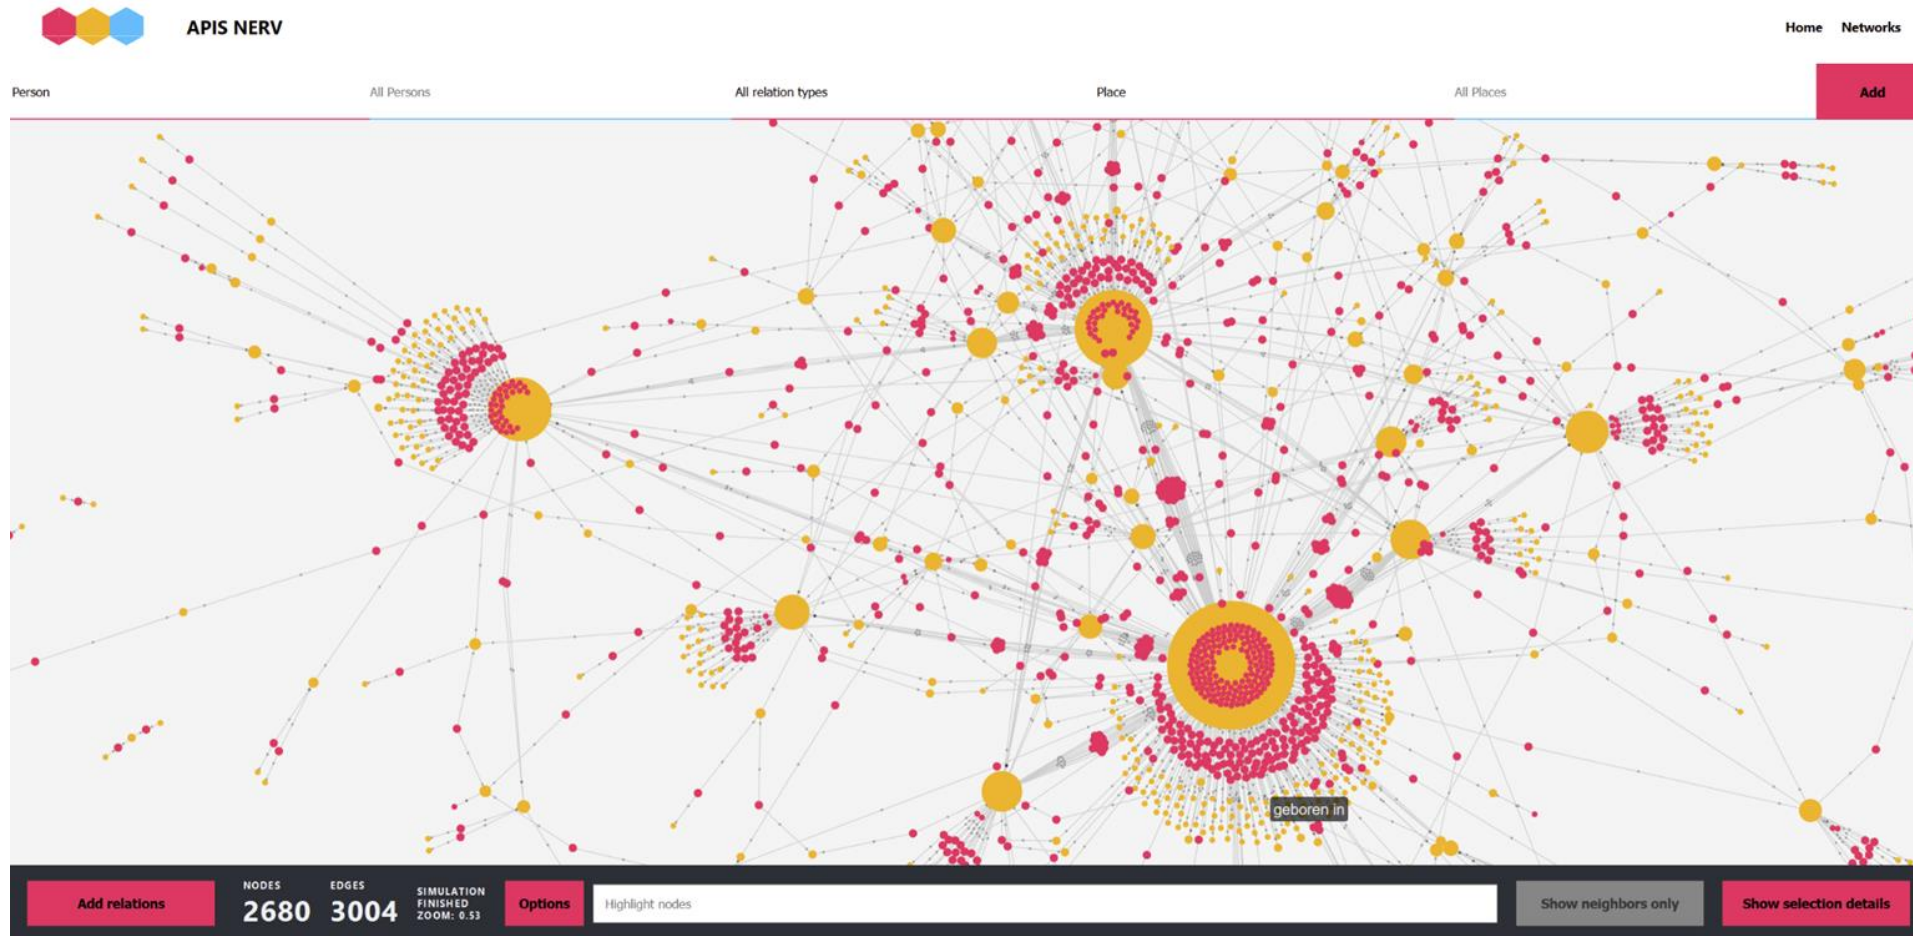 APIS NERV
Home Networks
Person All Persons All relation types Place All Places Add
geboren in
Add relations
NODES
2680
EDGES
3004
SIMULATION
FINISHED
ZOOM: 0.53
Options
Highlight nodes
Show neighbors only
Show selection details